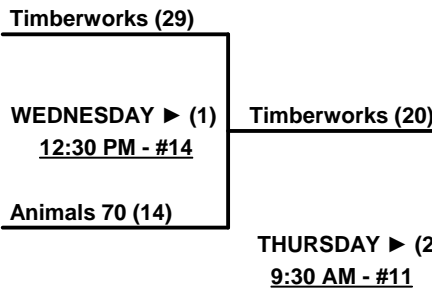 Timberworks (29)
WEDNESDAY ► (1)
12:30 PM - #14
Timberworks (20)
Animals 70 (14)
THURSDAY ► (2
9:30 AM - #11